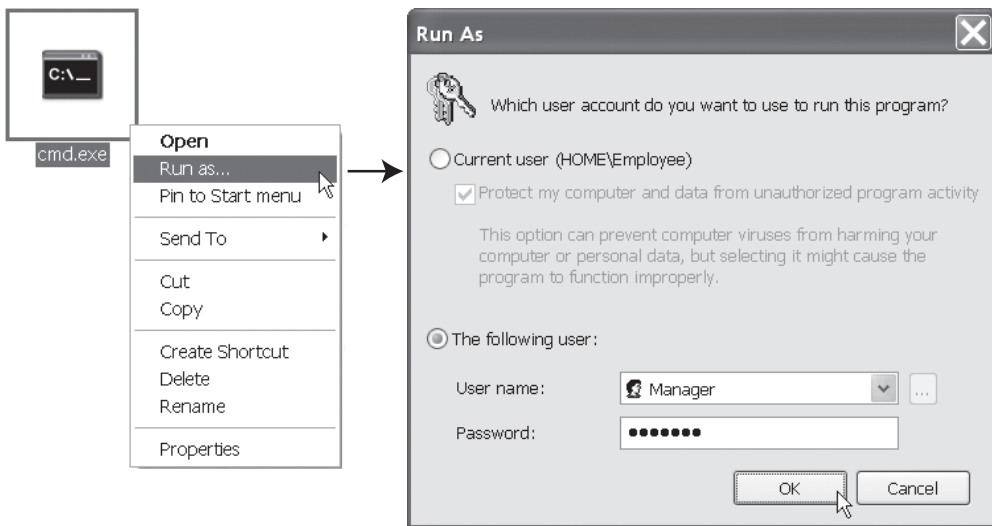 C:\_
cmd.exe
Open
Run as...
Pin to Start menu
Send To
Cut
Copy
Create Shortcut
Delete
Rename
Properties
Run As
Which user account do you want to use to run this program?
Current user (HOME\Employee)
Protect my computer and data from unauthorized program activity
This option can prevent computer viruses from harming your
computer or personal data, but selecting it might cause the
program to function improperly.
The following user:
User name:
Manager
...
Password:
●●●●●●●
OK
Cancel